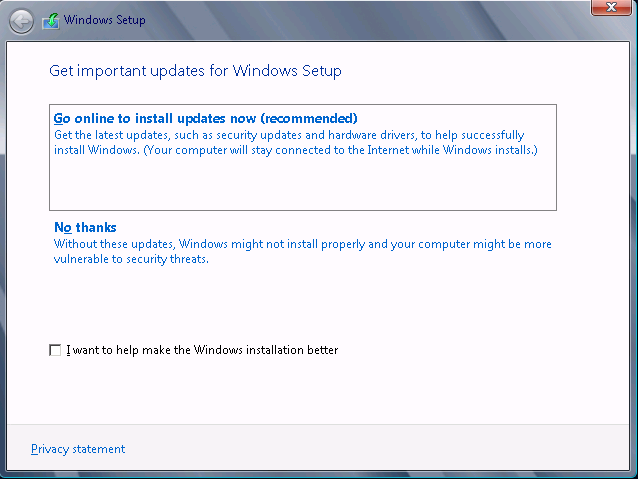 Windows Setup
Get important updates for Windows Setup
Go online to install updates now (recommended)
Get the latest updates, such as security updates and hardware drivers, to help successfully
install Windows. (Your computer will stay connected to the Internet while Windows installs.)
No thanks
Without these updates, Windows might not install properly and your computer might be more
vulnerable to security threats.
I want to help make the Windows installation better
Privacy statement